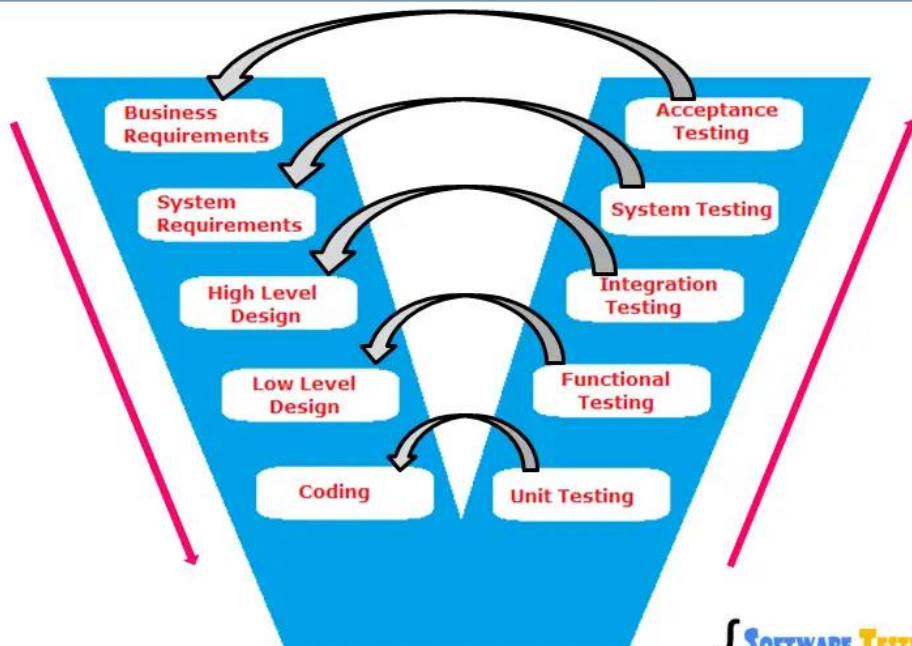 Business
Requirements
Acceptance
Testing
System
Requirements
System Testing
High Level
Design
Integration
Testing
Low Level
Design
Functional
Testing
Coding
Unit Testing
SOFTWARE